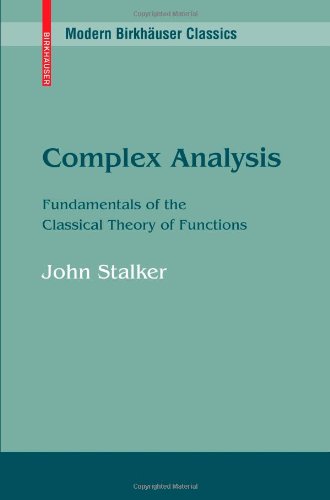 BIRKHÄUSER
Modern Birkhäuser Classics
Complex Analysis
Fundamentals of the
Classical Theory of Functions
John Stalker